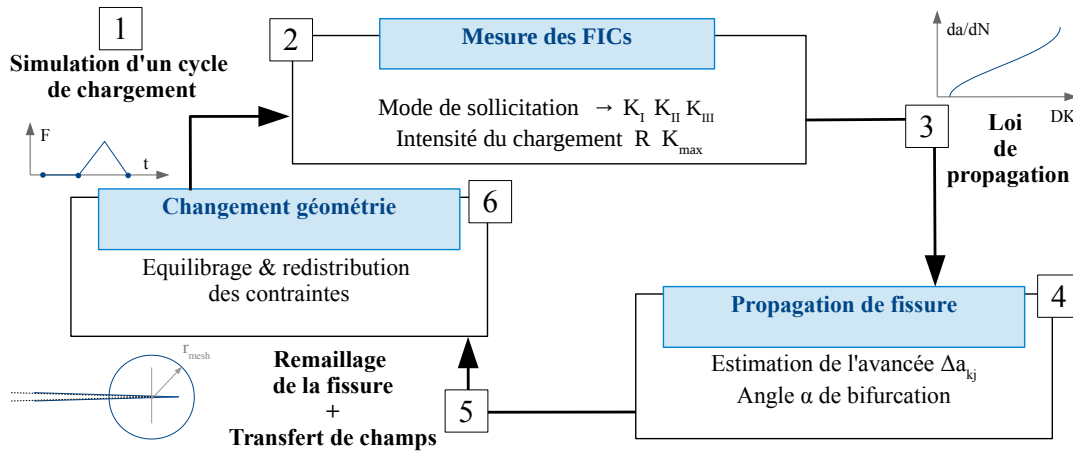 1
Simulation d'un cycle
de chargement
F
t
2
Mesure des FICs
Mode de sollicitation → K_I K_II K_III
Intensité du chargement R K_max
da/dN
DK
3
Loi
de
propagation
Changement géométrie
6
Equilibrage & redistribution
des contraintes
Propagation de fissure
4
Estimation de l'avancée Δa_kj
Angle α de bifurcation
r_mesh
Remaillage
de la fissure
+
Transfert de champs
5